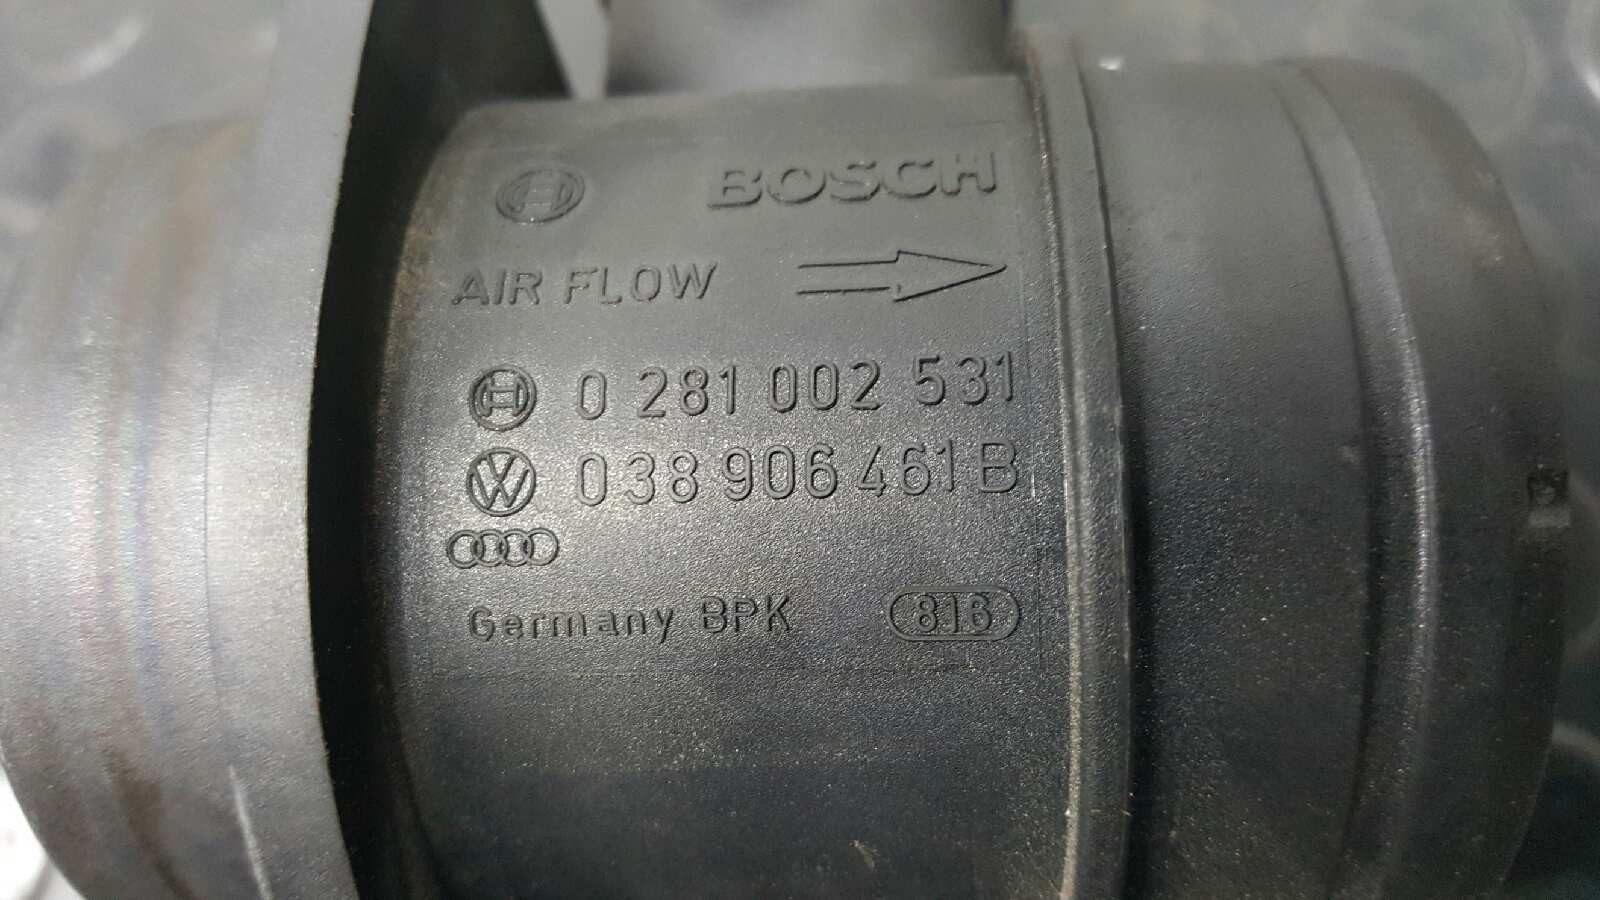 BOSCH
AIR FLOW
0 281 002 531
038 906 461 B
Germany BPK 816